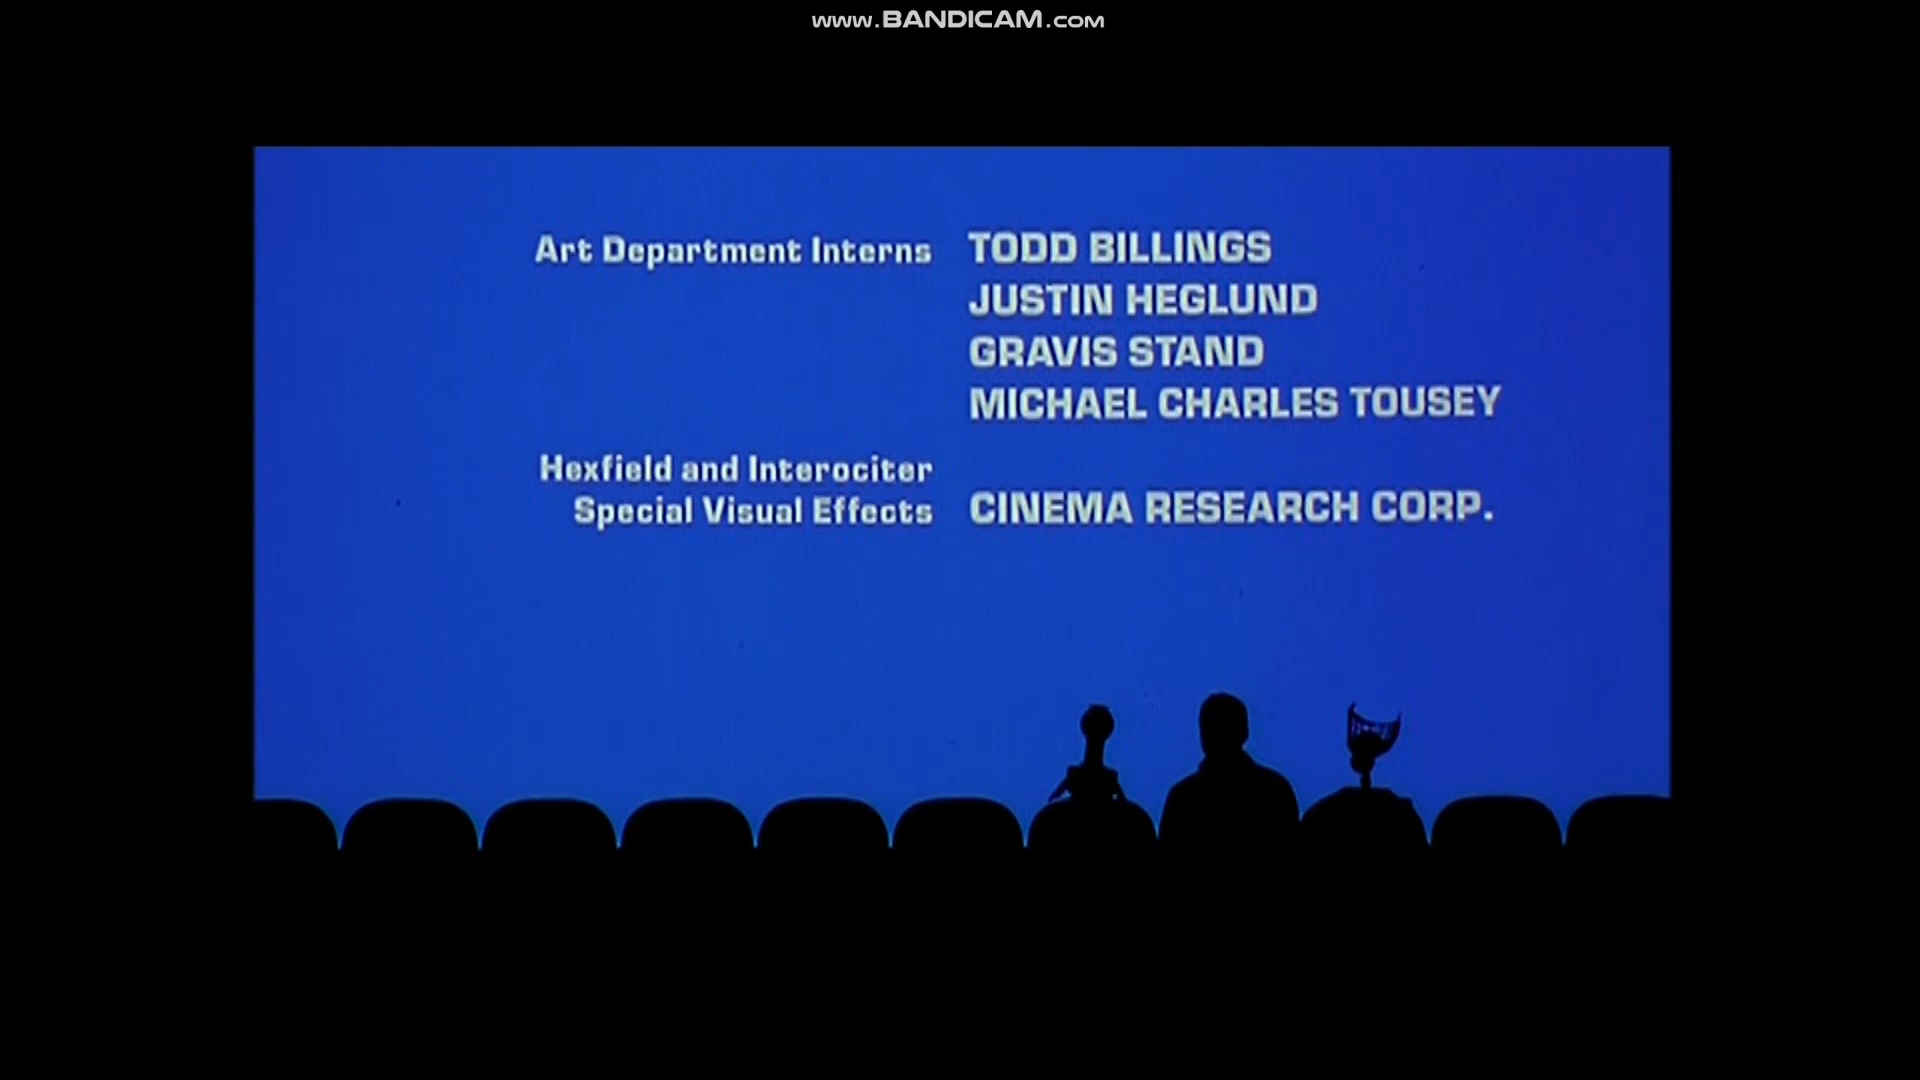 www.BANDICAM.com
Art Department Interns TODD BILLINGS
JUSTIN HEGLUND
GRAVIS STAND
MICHAEL CHARLES TOUSEY
Hexfield and Interociter
Special Visual Effects CINEMA RESEARCH CORP.